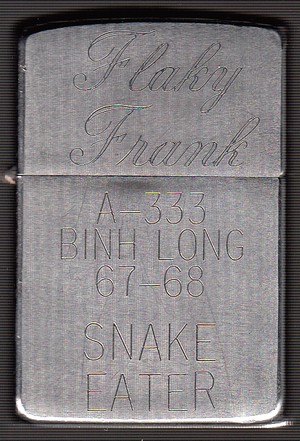 Flaky
Frank
A-333
BINH LONG
67-68
SNAKE
EATER